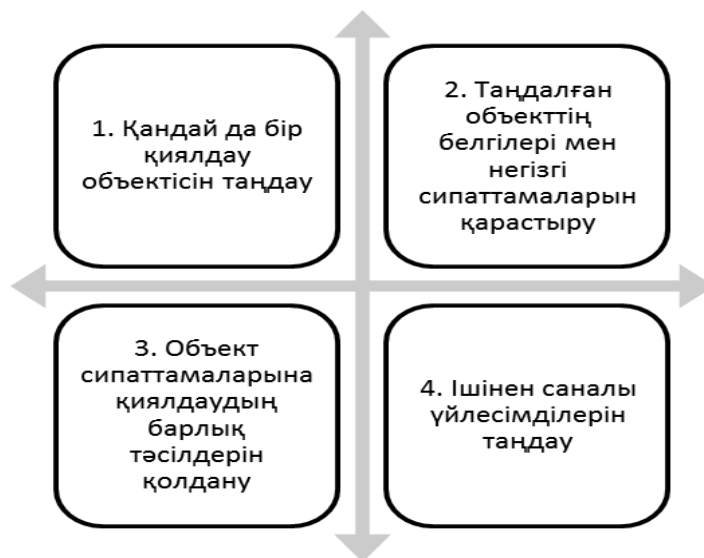 1. Қандай да бір
қиялдау
объектісін таңдау
2. Таңдалған
объекттің
белгілері мен
негізгі
сипаттамаларын
қарастыру
3. Объект
сипаттамаларына
қиялдаудың
барлық
тәсілдерін
қолдану
4. Ішінен саналы
үйлесімділерін
таңдау